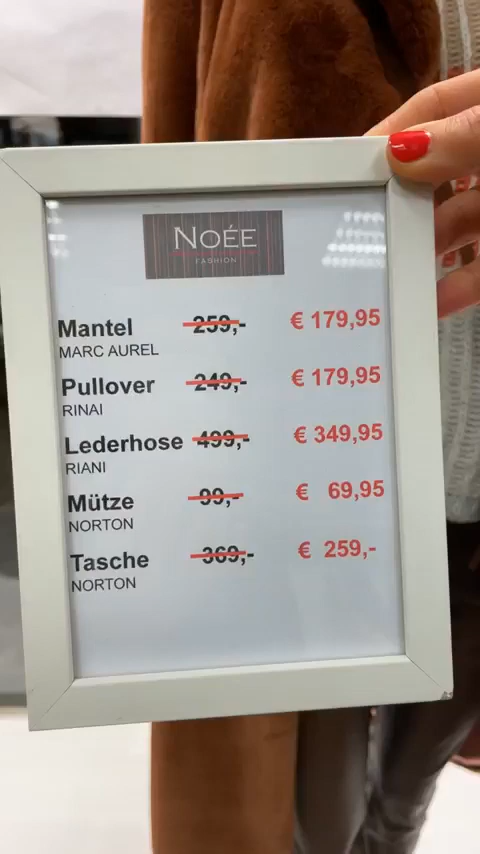 NOÉE
FASHION
Mantel 259,- € 179,95
MARC AUREL
Pullover 249,- € 179,95
RINAI
Lederhose 499,- € 349,95
RIANI
Mütze 99,- € 69,95
NORTON
Tasche 369,- € 259,-
NORTON